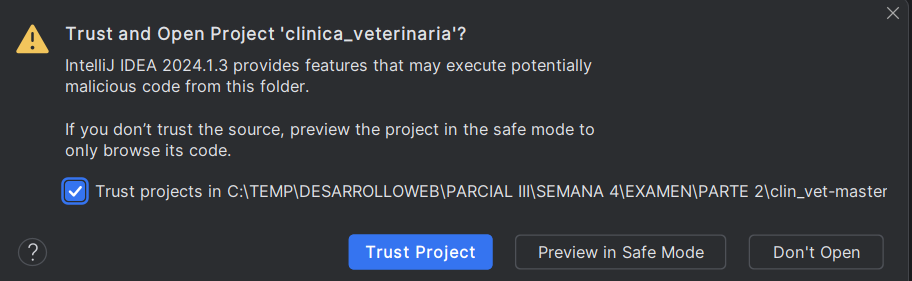 Trust and Open Project 'clinica_veterinaria'?
IntelliJ IDEA 2024.1.3 provides features that may execute potentially
malicious code from this folder.
If you don't trust the source, preview the project in the safe mode to
only browse its code.
Trust projects in C:\TEMP\DESARROLLOWEB\PARCIAL III\SEMANA 4\EXAMEN\PARTE 2\clin_vet-master
? Trust Project Preview in Safe Mode Don't Open